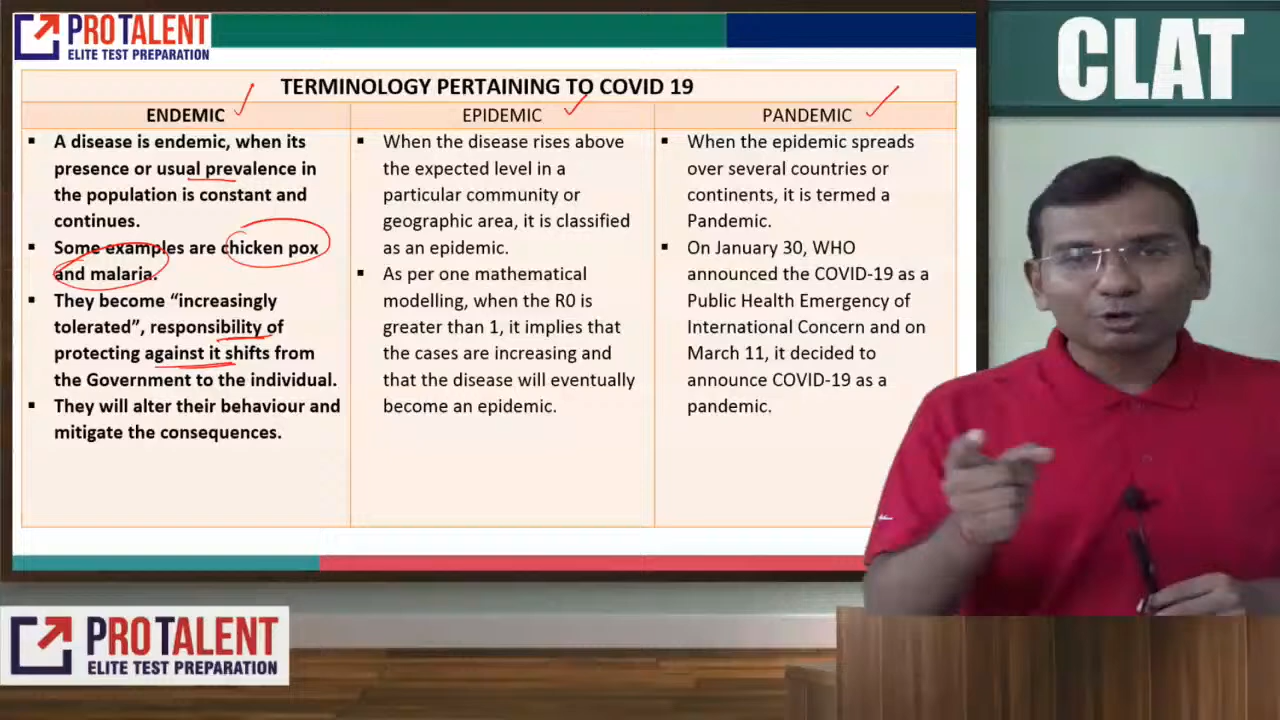 PROTALENT
ELITE TEST PREPARATION
CLAT
TERMINOLOGY PERTAINING TO COVID 19
ENDEMIC
▪ A disease is endemic, when its
presence or usual prevalence in
the population is constant and
continues.
▪ Some examples are chicken pox
and malaria.
▪ They become “increasingly
tolerated”, responsibility of
protecting against it shifts from
the Government to the individual.
▪ They will alter their behaviour and
mitigate the consequences.
EPIDEMIC
▪ When the disease rises above
the expected level in a
particular community or
geographic area, it is classified
as an epidemic.
▪ As per one mathematical
modelling, when the R0 is
greater than 1, it implies that
the cases are increasing and
that the disease will eventually
become an epidemic.
PANDEMIC
▪ When the epidemic spreads
over several countries or
continents, it is termed a
Pandemic.
▪ On January 30, WHO
announced the COVID-19 as a
Public Health Emergency of
International Concern and on
March 11, it decided to
announce COVID-19 as a
pandemic.
PROTALENT
ELITE TEST PREPARATION